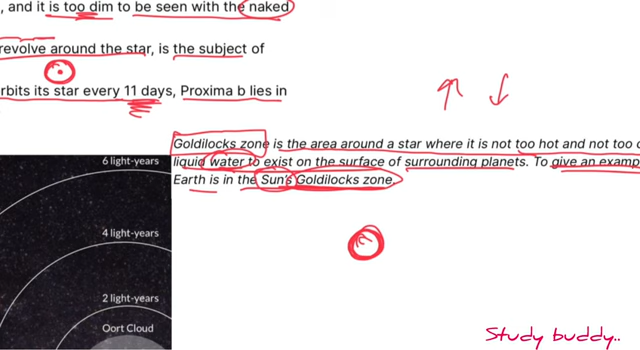 , and it is too dim to be seen with the naked
revolve around the star, is the subject of
rbits its star every 11 days, Proxima b lies in
Goldilocks zone is the area around a star where it is not too hot and not too
liquid water to exist on the surface of surrounding planets. To give an examp
Earth is in the Sun's Goldilocks zone.
6 light-years
4 light-years
2 light-years
Oort Cloud
Study buddy..